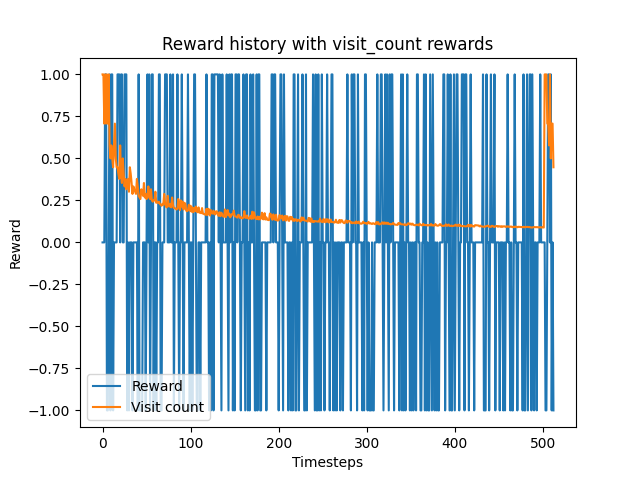 Reward history with visit_count rewards
1.00
0.75
0.50
0.25
0.00
−0.25
−0.50
−0.75
−1.00
Reward
Reward
Visit count
0 100 200 300 400 500
Timesteps